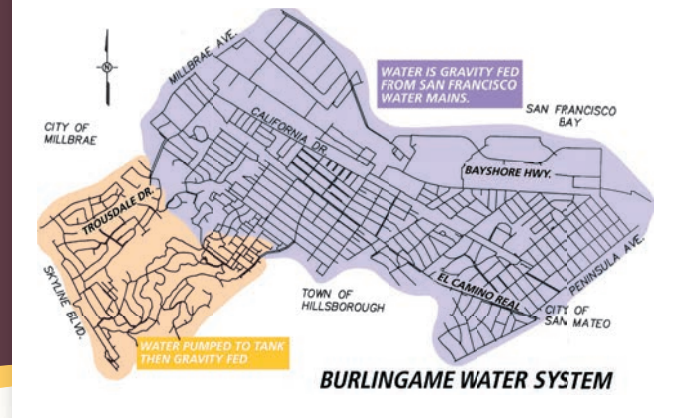 MILLBRAE AVE.
WATER IS GRAVITY FED
FROM SAN FRANCISCO
WATER MAINS.
N
SAN FRANCISCO
BAY
CITY OF
MILLBRAE
CALIFORNIA DR.
BAYSHORE HWY.
TROUSDALE DR.
SKYLINE BLVD.
PENINSULA AVE.
EL CAMINO REAL
TOWN OF
HILLSBOROUGH
CITY OF
SAN MATEO
WATER PUMPED TO TANK
THEN GRAVITY FED
BURLINGAME WATER SYSTEM